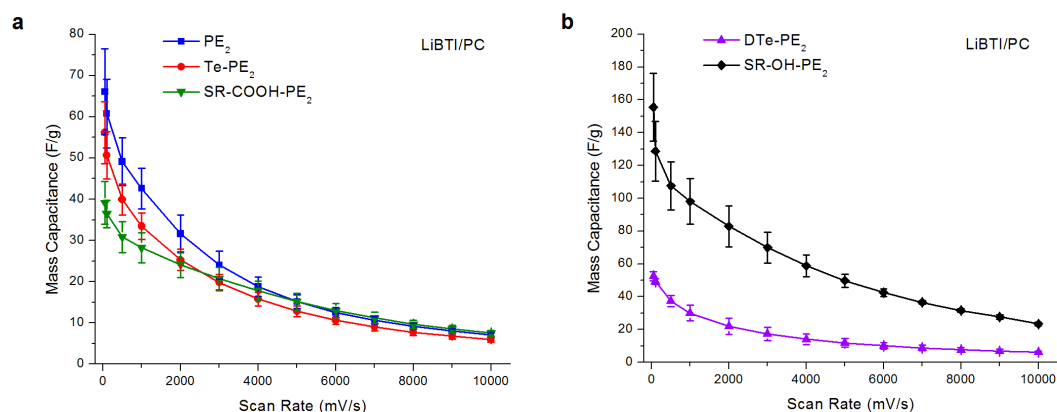 a
PE2
Te-PE2
SR-COOH-PE2
LiBTI/PC
Mass Capacitance (F/g)
80
70
60
50
40
30
20
10
0
0 2000 4000 6000 8000 10000
Scan Rate (mV/s)
b
DTe-PE2
SR-OH-PE2
LiBTI/PC
Mass Capacitance (F/g)
200
180
160
140
120
100
80
60
40
20
0
0 2000 4000 6000 8000 10000
Scan Rate (mV/s)